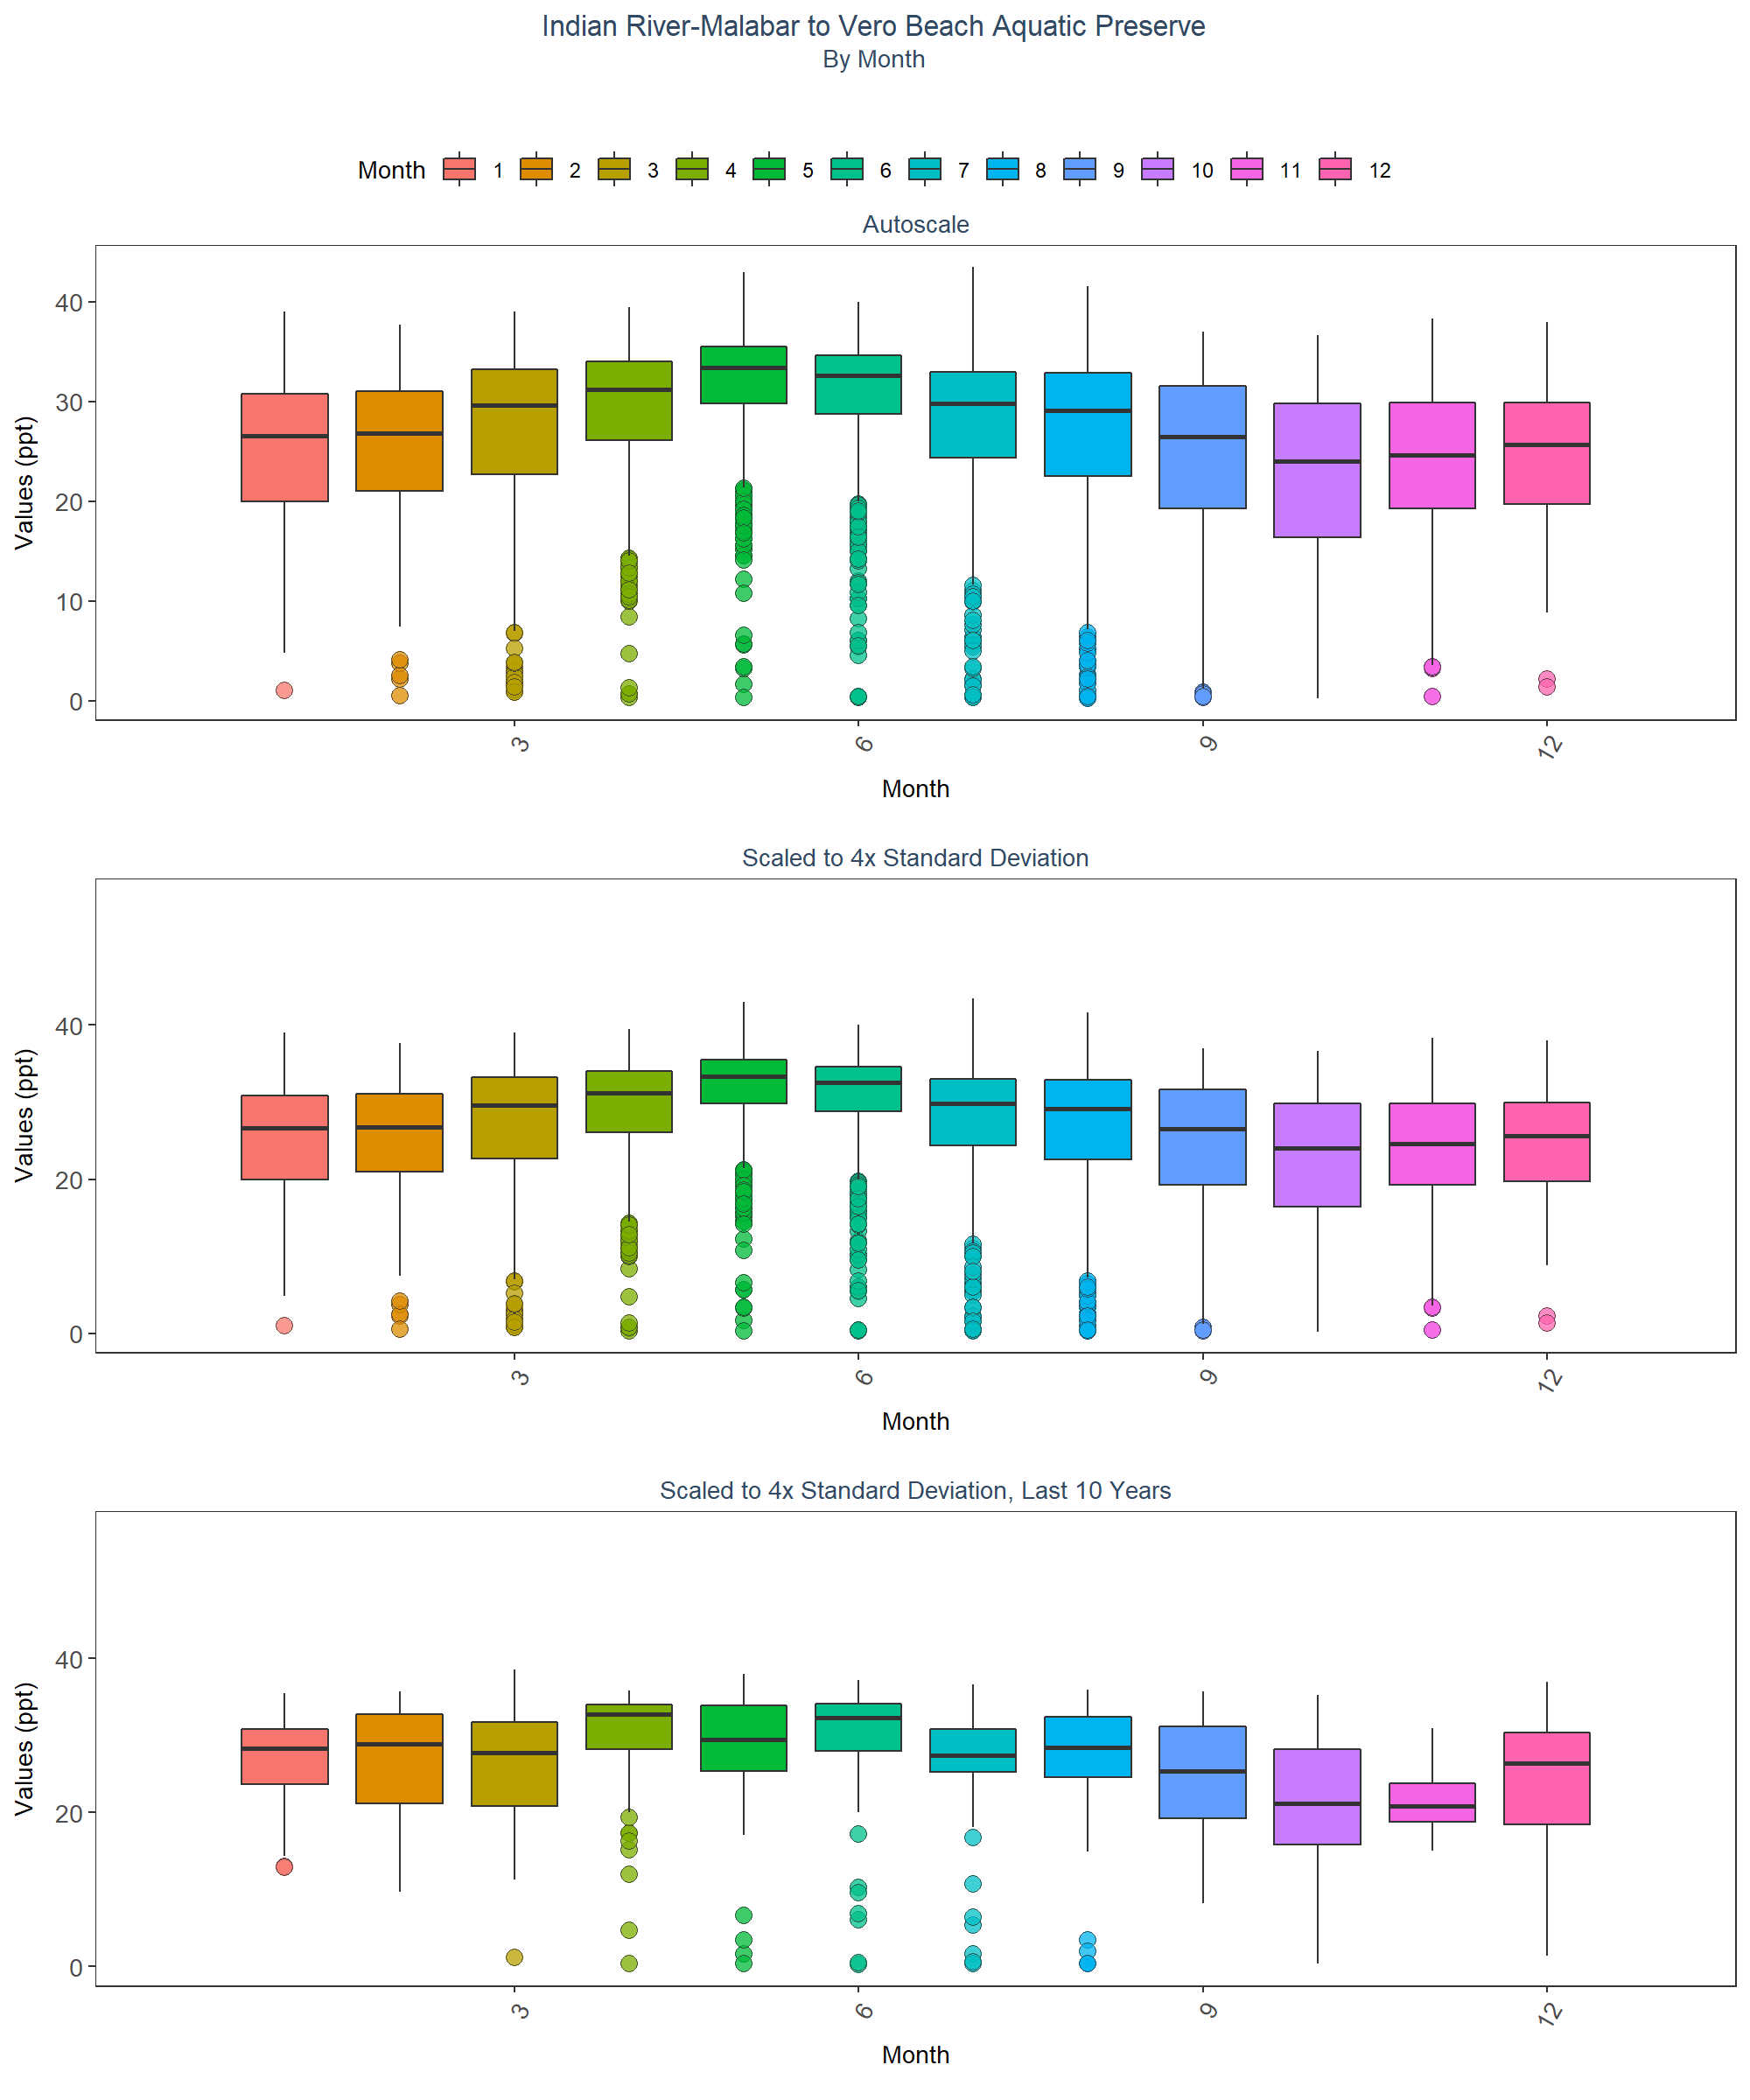 Indian River-Malabar to Vero Beach Aquatic Preserve
By Month
Month 1 2 3 4 5 6 7 8 9 10 11 12
Autoscale
Values (ppt)
40
30
20
10
0
3 6 9 12
Month
Scaled to 4x Standard Deviation
Values (ppt)
40
20
0
3 6 9 12
Month
Scaled to 4x Standard Deviation, Last 10 Years
Values (ppt)
40
20
0
3 6 9 12
Month